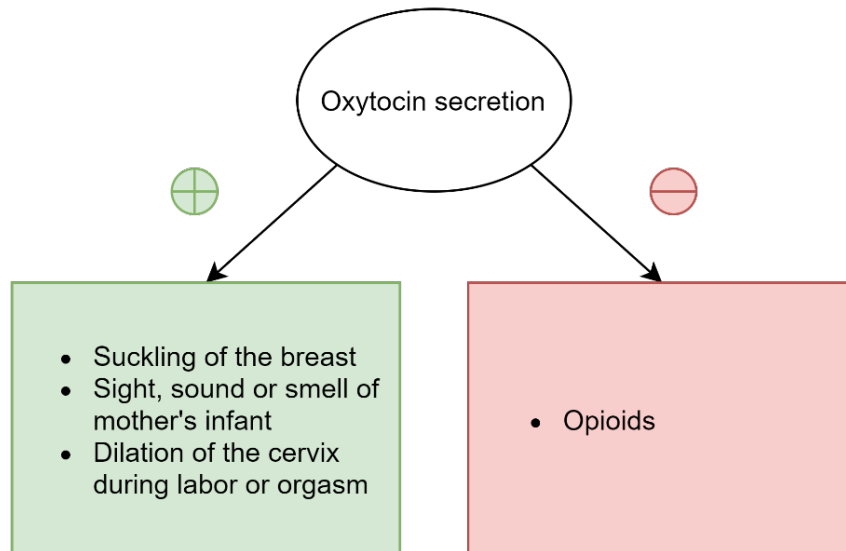 Oxytocin secretion
• Suckling of the breast
• Sight, sound or smell of
mother's infant
• Dilation of the cervix
during labor or orgasm
• Opioids